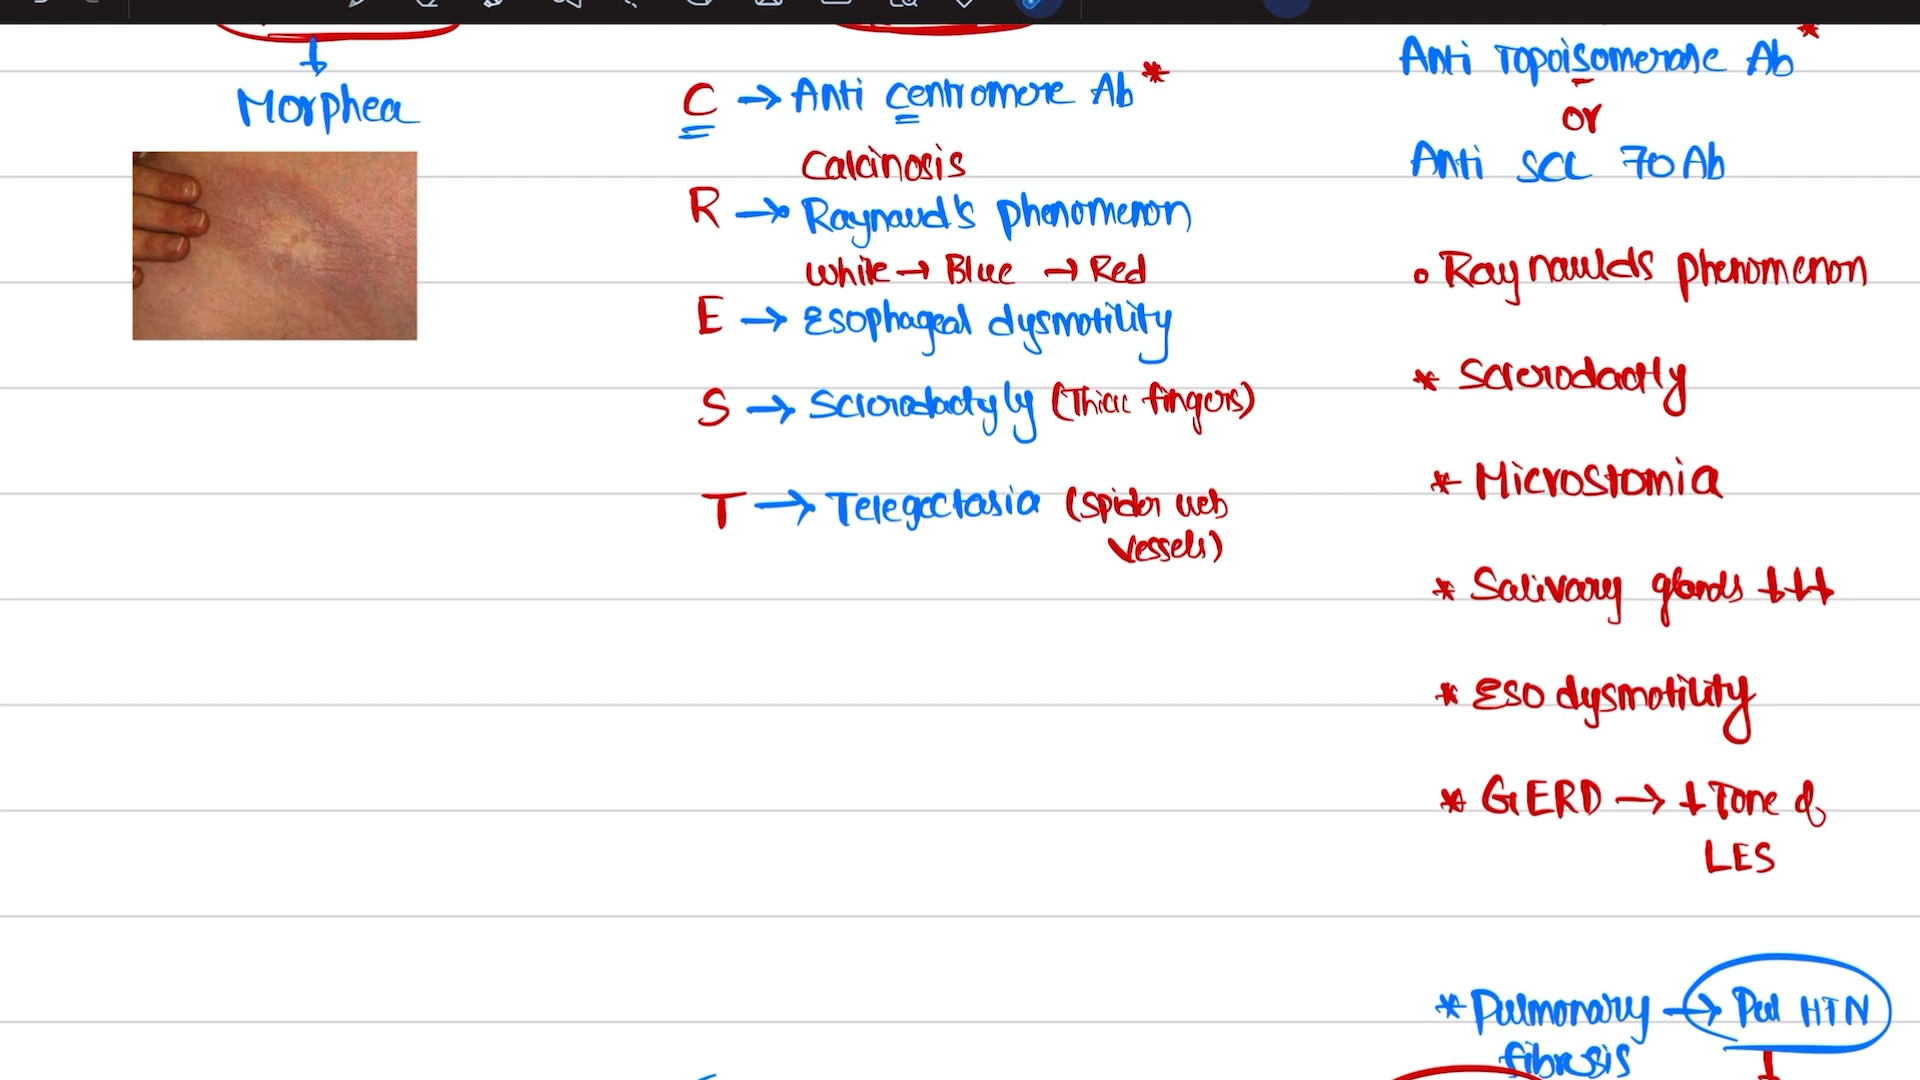 Morphea
C → Anti centromere Ab *
Calcinosis
R → Raynaud's phenomenon
white → Blue → Red
E → Esophageal dysmotility
S → Sclorodactyly (Thick fingers)
T → Telegectasia (Spider web
vessels)
Anti Topoisomerase Ab *
or
Anti SCL 70 Ab
• Raynaulds phenomenon
* Sclerodactly
* Microstomia
* Salivary glands ↓↓↓
* Eso dysmotility
* GERD → ↓ Tone of
LES
* Pulmonary → Pul HTN
fibrosis